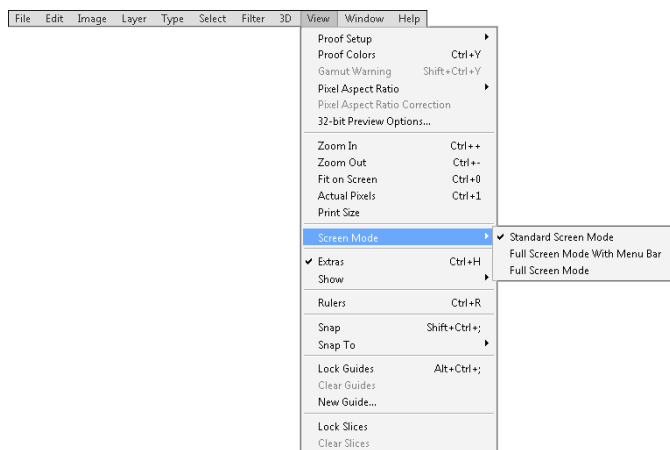 File Edit Image Layer Type Select Filter 3D View Window Help
Proof Setup
Proof Colors Ctrl+Y
Gamut Warning Shift+Ctrl+Y
Pixel Aspect Ratio
Pixel Aspect Ratio Correction
32-bit Preview Options...
Zoom In Ctrl++
Zoom Out Ctrl+-
Fit on Screen Ctrl+0
Actual Pixels Ctrl+1
Print Size
Screen Mode
Standard Screen Mode
Full Screen Mode With Menu Bar
Full Screen Mode
Extras Ctrl+H
Show
Rulers Ctrl+R
Snap Shift+Ctrl+;
Snap To
Lock Guides Alt+Ctrl+;
Clear Guides
New Guide...
Lock Slices
Clear Slices